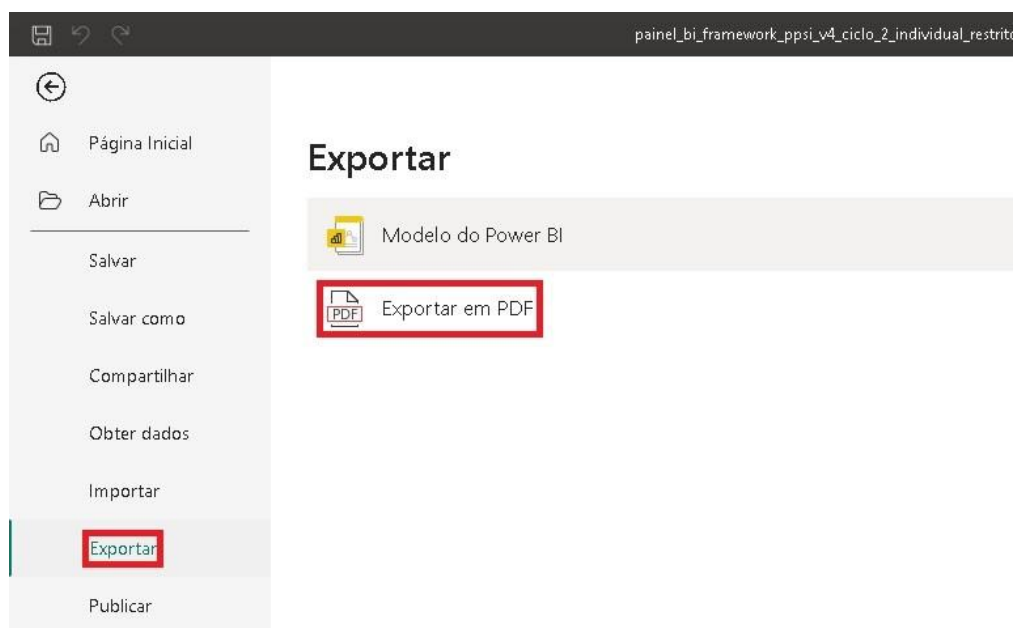 painel_bi_framework_ppsi_v4_ciclo_2_individual_restrito
Página Inicial
Abrir
Salvar
Salvar como
Compartilhar
Obter dados
Importar
Exportar
Publicar
Exportar
Modelo do Power BI
PDF
Exportar em PDF